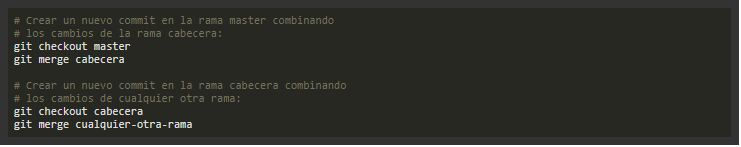 # Crear un nuevo commit en la rama master combinando
# los cambios de la rama cabecera:
git checkout master
git merge cabecera
# Crear un nuevo commit en la rama cabecera combinando
# los cambios de cualquier otra rama:
git checkout cabecera
git merge cualquier-otra-rama